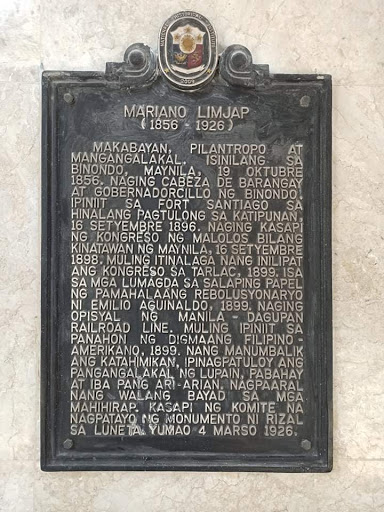 MARIANO LIMJAP
(1856 - 1926)
MAKABAYAN, PILANTROPO AT
MANGANGALAKAL. ISINILANG SA
BINONDO, MAYNILA, 19 OKTUBRE
1856. NAGING CABEZA DE BARANGAY
AT GOBERNADORCILLO NG BINONDO.
IPINIIT SA FORT SANTIAGO SA
HINALANG PAGTULONG SA KATIPUNAN,
16 SETYEMBRE 1896. NAGING KASAPI
NG KONGRESO NG MALOLOS BILANG
KINATAWAN NG MAYNILA, 16 SETYEMBRE
1898. MULING ITINALAGA NANG INILIPAT
ANG KONGRESO SA TARLAC, 1899. ISA
SA MGA LUMAGDA SA SALAPING PAPEL
NG PAMAHALAANG REBOLUSYONARYO
NI EMILIO AGUINALDO, 1899. NAGING
OPISYAL NG MANILA - DAGUPAN
RAILROAD LINE. MULING IPINIIT SA
PANAHON NG DIGMAANG FILIPINO-
AMERIKANO, 1899. NANG MANUMBALIK
ANG KATAHIMIKAN, IPINAGPATULOY ANG
PANGANGALAKAL NG LUPAIN, PABAHAY
AT IBA PANG ARI-ARIAN. NAGPAARAL
NANG WALANG BAYAD SA MGA
MAHIHIRAP. KASAPI NG KOMITE NA
NAGPATAYO NG MONUMENTO NI RIZAL
SA LUNETA. YUMAO 4 MARSO 1926.